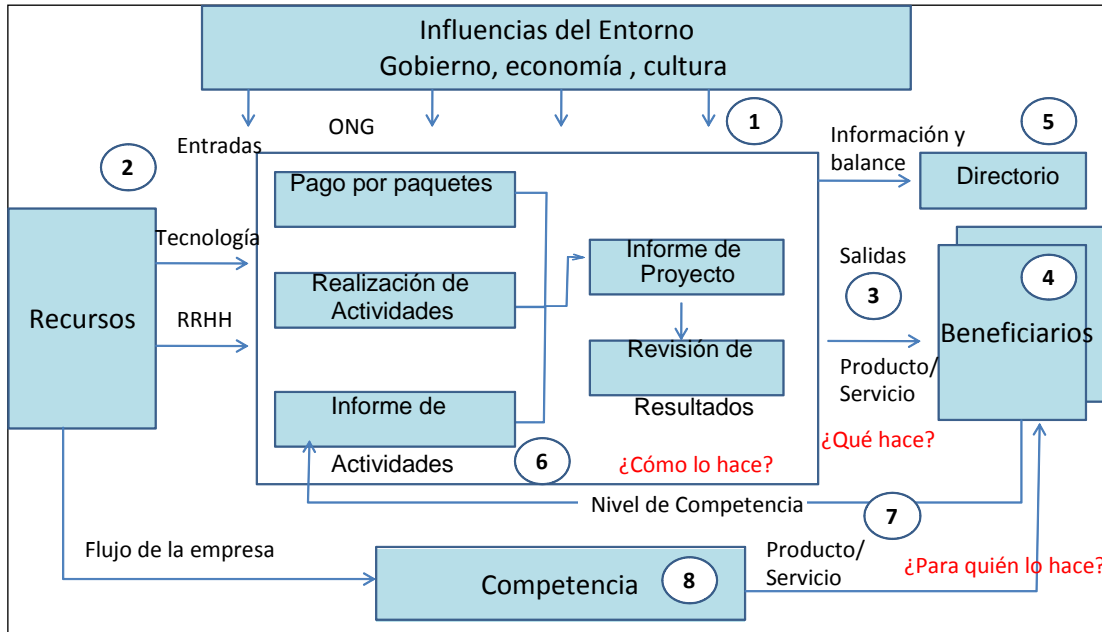 Influencias del Entorno
Gobierno, economía , cultura
ONG
1
Entradas
2
Información y
balance
5
Directorio
Pago por paquetes
Tecnología
Realización de
Actividades
Informe de
Proyecto
Salidas
3
4
Recursos
RRHH
Beneficiarios
Revisión de
Resultados
Producto/
Servicio
Informe de
Actividades
6
¿Cómo lo hace?
¿Qué hace?
Nivel de Competencia
7
Flujo de la empresa
Competencia
8
Producto/
Servicio
¿Para quién lo hace?